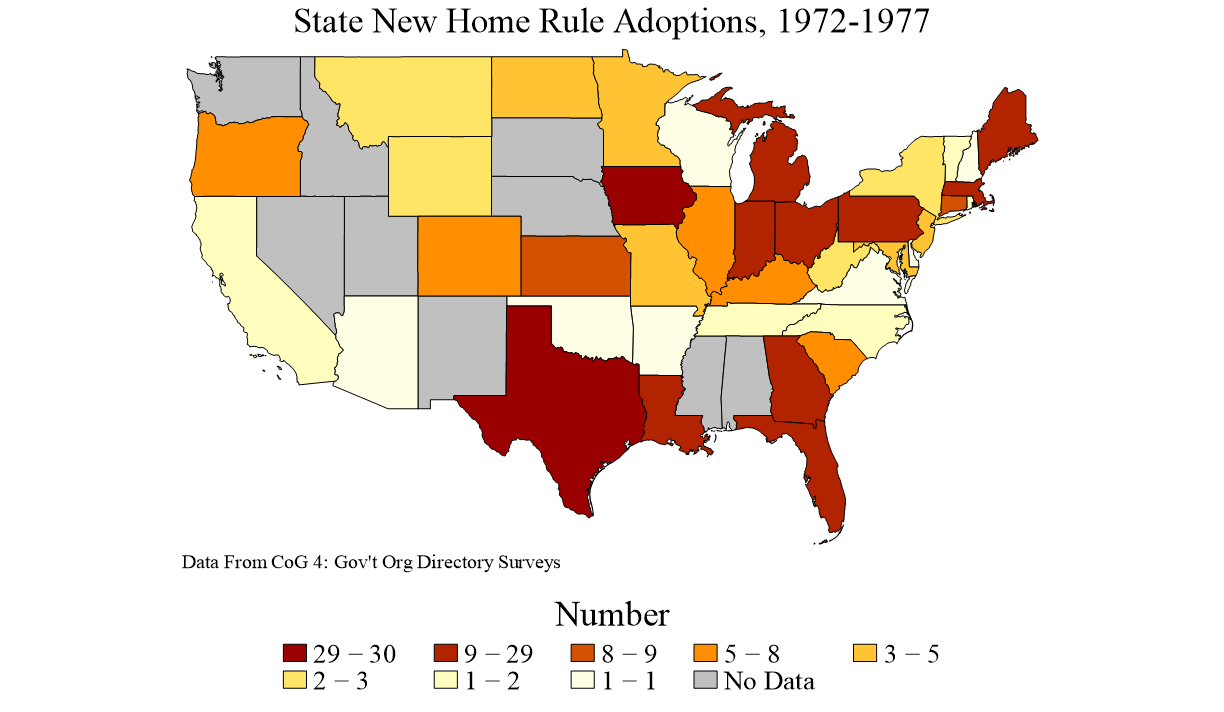 State New Home Rule Adoptions, 1972-1977
Data From CoG 4: Gov't Org Directory Surveys
Number
29 – 30 9 – 29 8 – 9 5 – 8 3 – 5
2 – 3 1 – 2 1 – 1 No Data